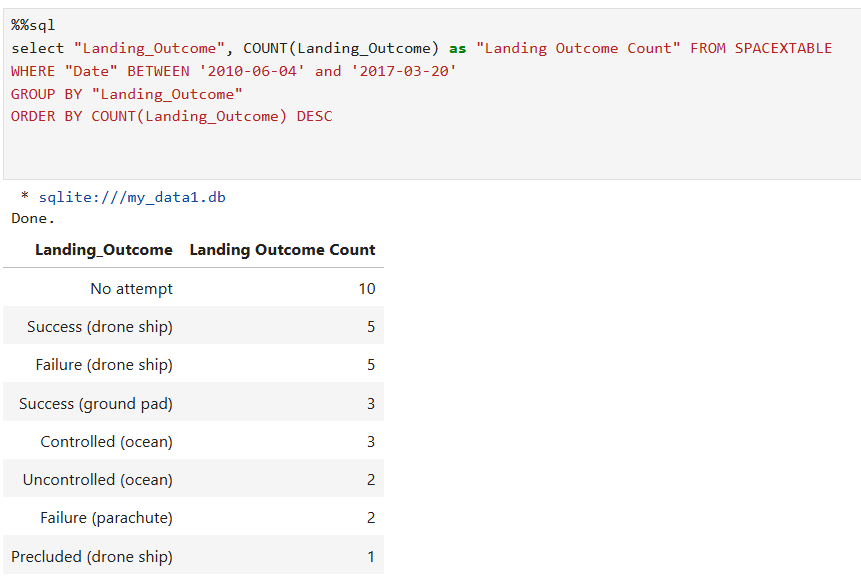 %%sql
select "Landing_Outcome", COUNT(Landing_Outcome) as "Landing Outcome Count" FROM SPACEXTABLE
WHERE "Date" BETWEEN '2010-06-04' and '2017-03-20'
GROUP BY "Landing_Outcome"
ORDER BY COUNT(Landing_Outcome) DESC
* sqlite:///my_data1.db
Done.
Landing_Outcome Landing Outcome Count
No attempt 10
Success (drone ship) 5
Failure (drone ship) 5
Success (ground pad) 3
Controlled (ocean) 3
Uncontrolled (ocean) 2
Failure (parachute) 2
Precluded (drone ship) 1